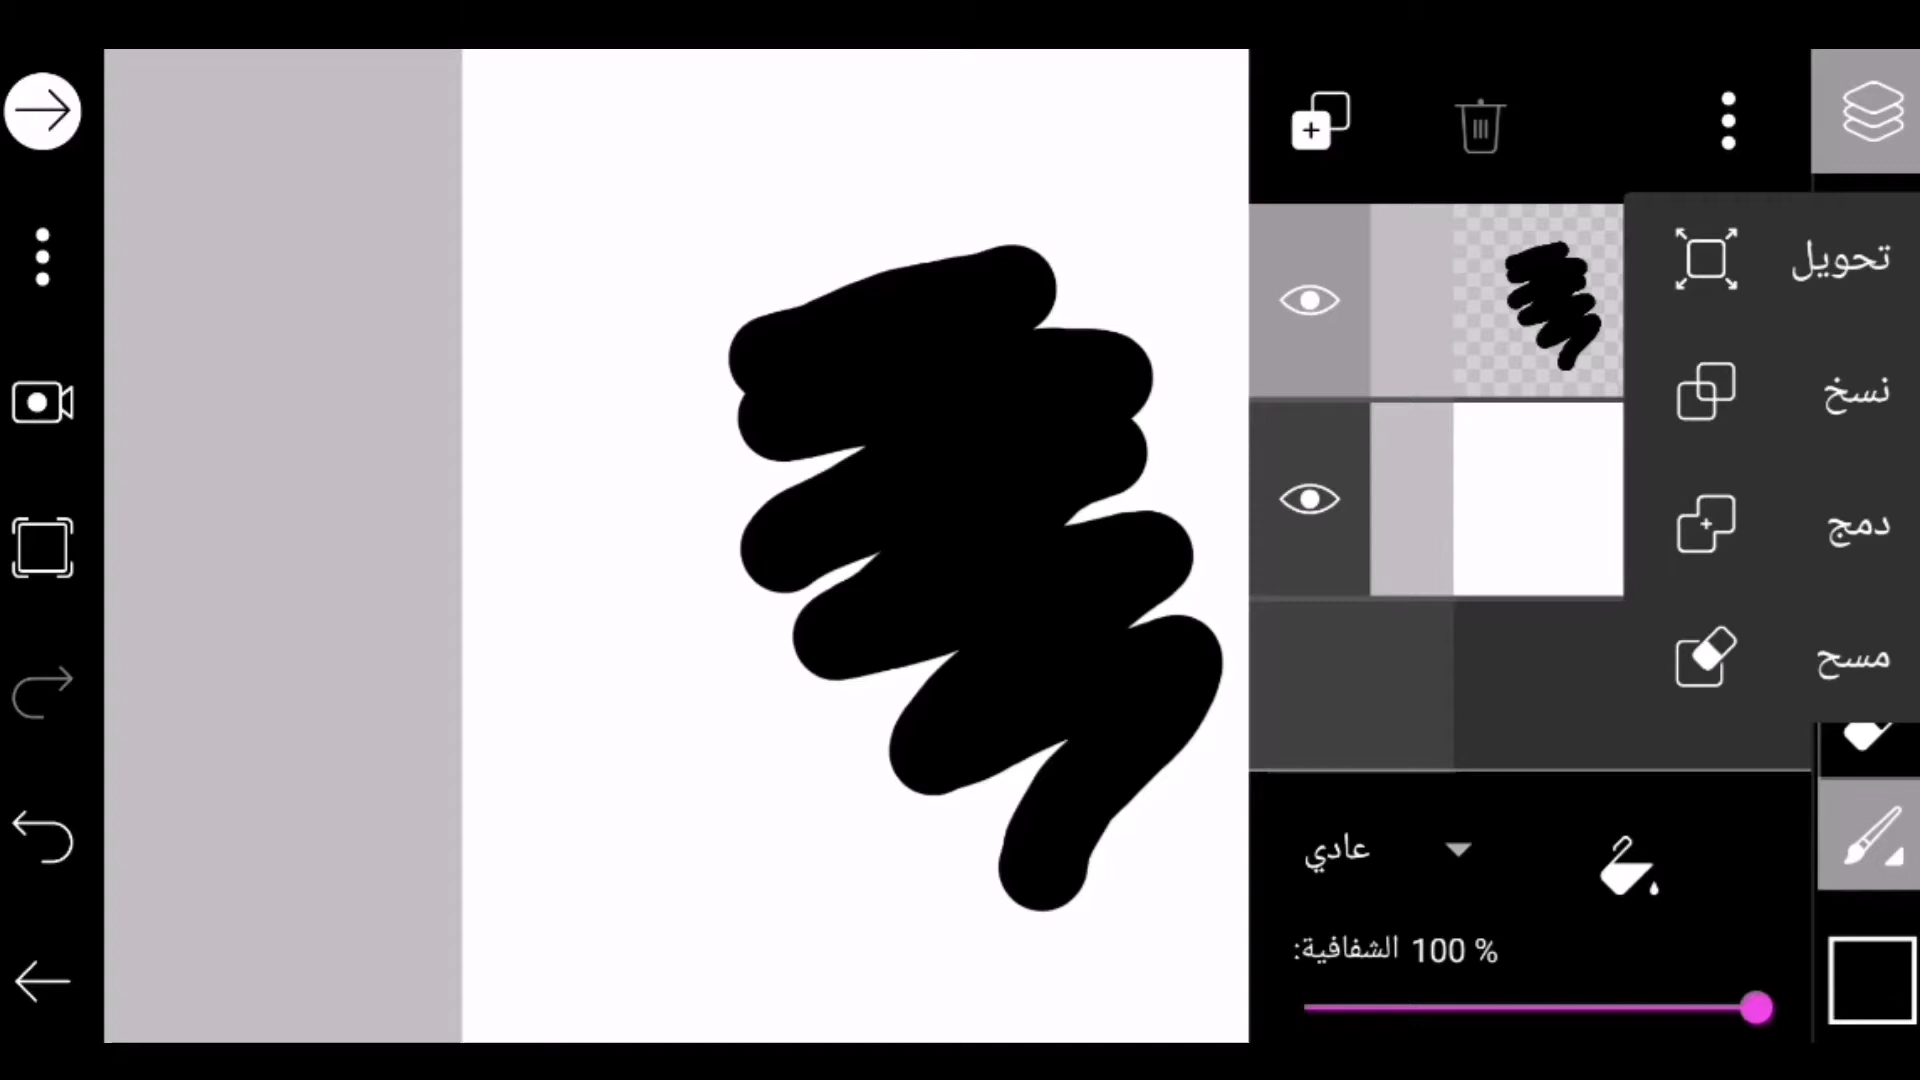 تحويل
نسخ
دمج
مسح
عادي
الشفافية: 100 %